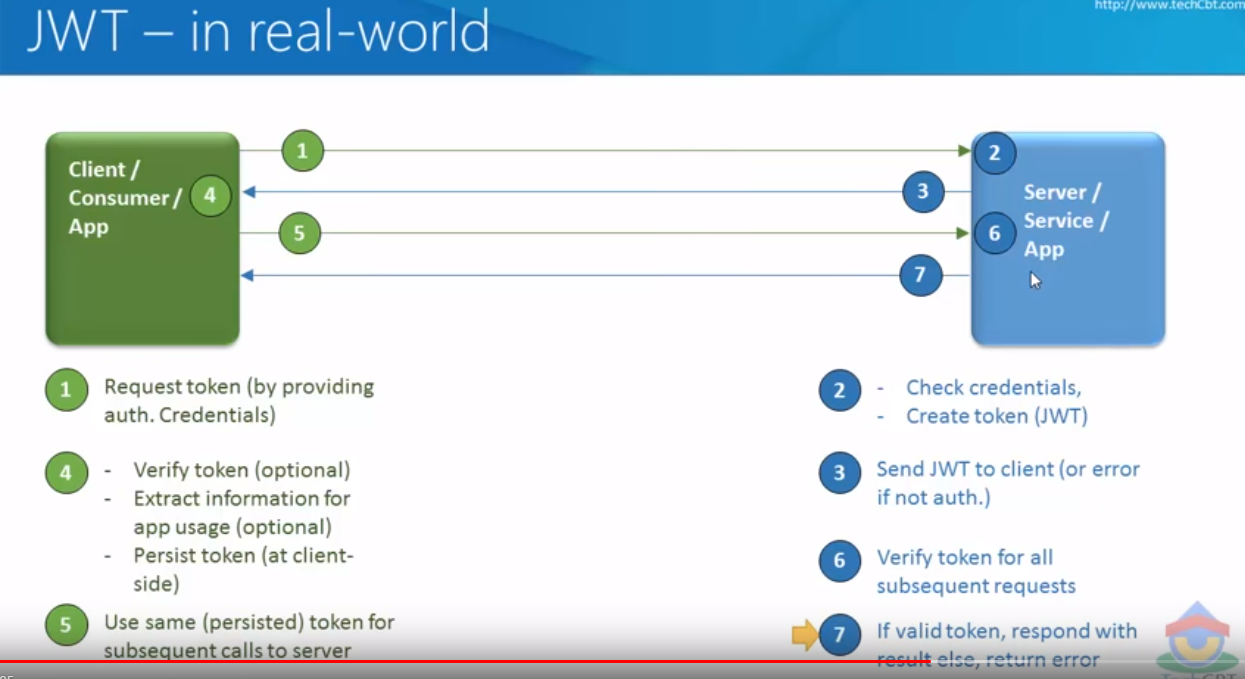 http://www.techCbt.com
JWT – in real-world
Client /
Consumer /
App
1
4
5
2
3
6
7
Server /
Service /
App
1 Request token (by providing
auth. Credentials)
4 - Verify token (optional)
- Extract information for
app usage (optional)
- Persist token (at client-
side)
5 Use same (persisted) token for
subsequent calls to server
2 - Check credentials,
- Create token (JWT)
3 Send JWT to client (or error
if not auth.)
6 Verify token for all
subsequent requests
7 If valid token, respond with
result else, return error
TechCBT